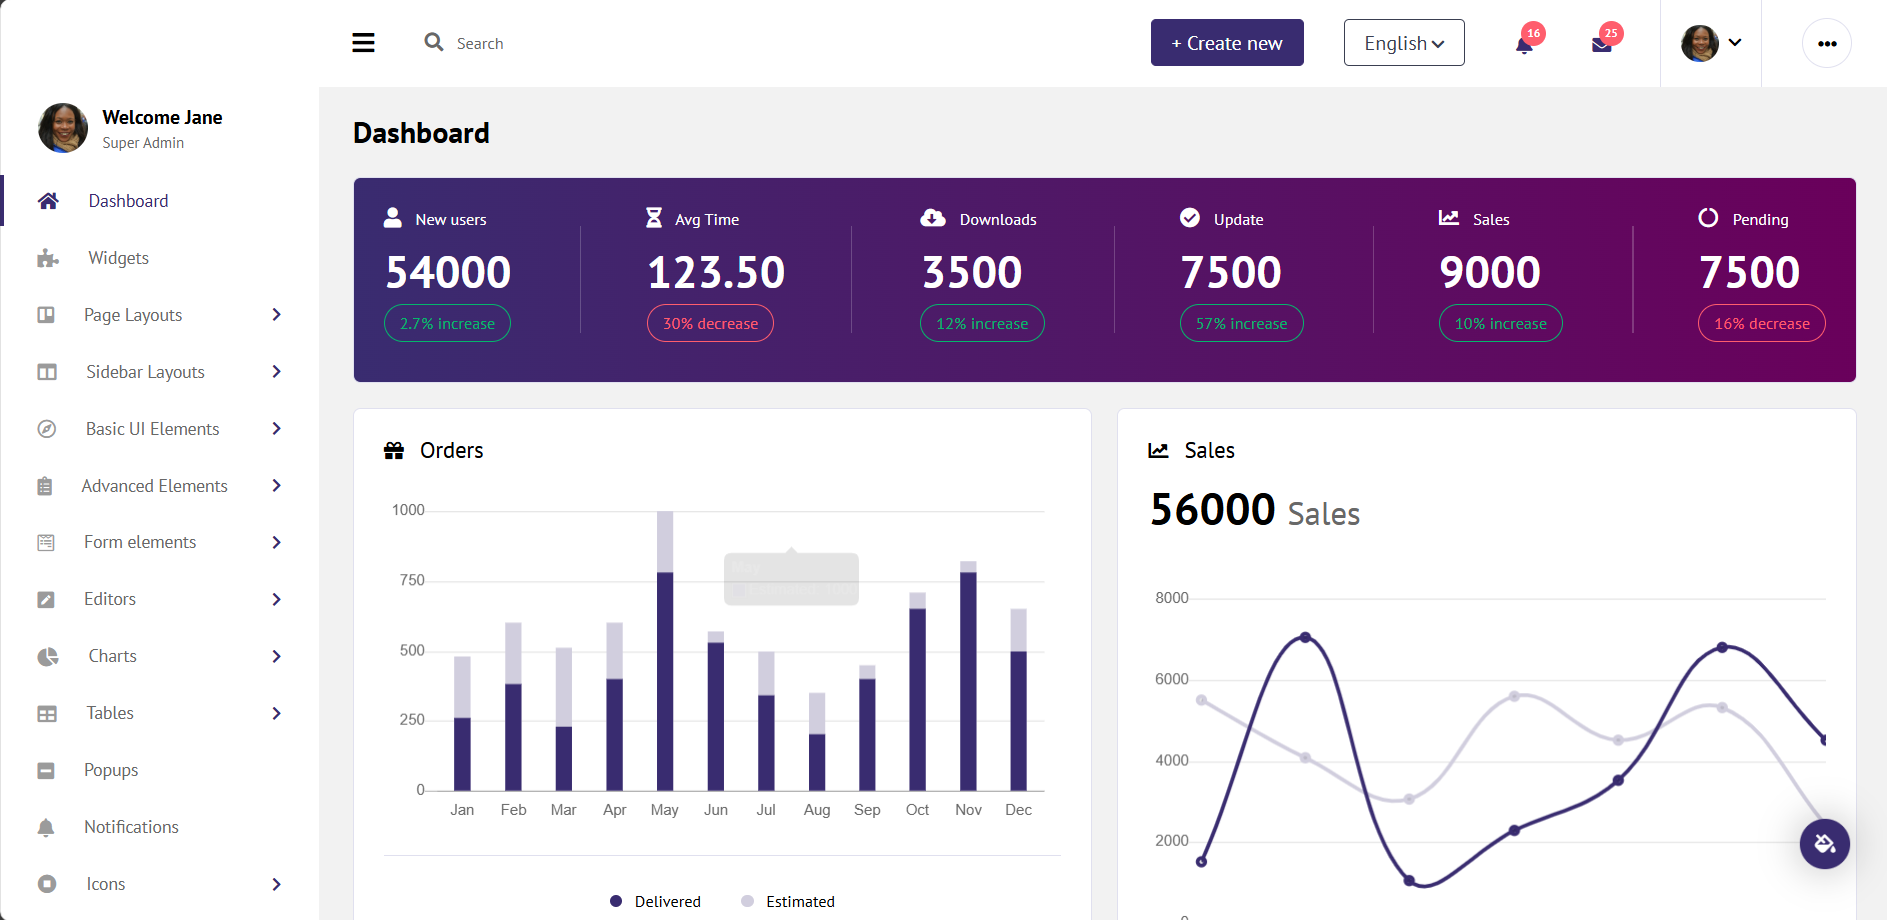 Search
+ Create new
English
16
25
Welcome Jane
Super Admin
Dashboard
Widgets
Page Layouts
Sidebar Layouts
Basic UI Elements
Advanced Elements
Form elements
Editors
Charts
Tables
Popups
Notifications
Icons
Dashboard
New users
54000
2.7% increase
Avg Time
123.50
30% decrease
Downloads
3500
12% increase
Update
7500
57% increase
Sales
9000
10% increase
Pending
7500
16% decrease
Orders
1000
750
500
250
0
Jan Feb Mar Apr May Jun Jul Aug Sep Oct Nov Dec
Delivered Estimated
Sales
56000 Sales
8000
6000
4000
2000